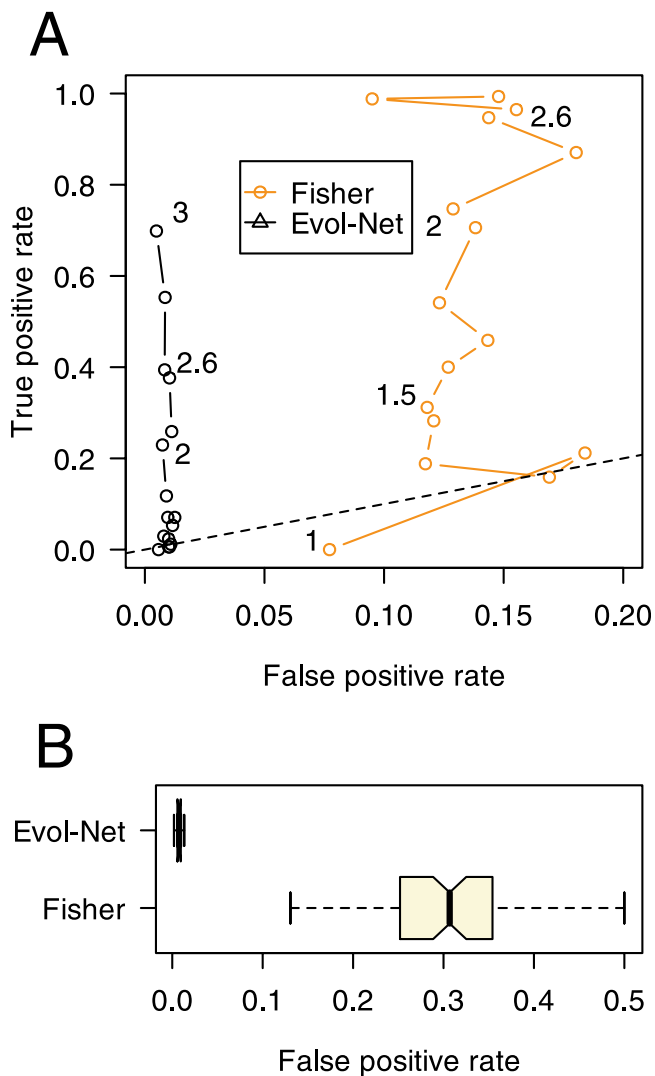 A
True positive rate
1.0
0.8
0.6
0.4
0.2
0.0
Fisher
Evol-Net
3
2.6
2
2.6
2
1.5
1
0.00
0.05
0.10
0.15
0.20
False positive rate
B
Evol-Net
Fisher
0.0
0.1
0.2
0.3
0.4
0.5
False positive rate